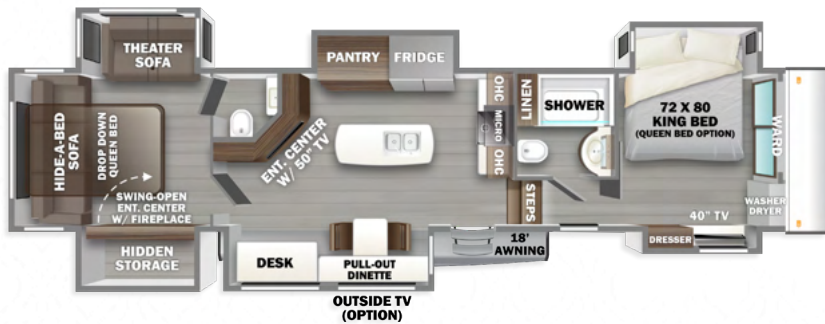 THEATER
SOFA
HIDE-A-BED
SOFA
DROP DOWN
QUEEN BED
SWING-OPEN
ENT. CENTER
W/ FIREPLACE
HIDDEN
STORAGE
ENT. CENTER
W/ 50" TV
PANTRY
FRIDGE
OHC
MICRO
OHC
DESK
PULL-OUT
DINETTE
OUTSIDE TV
(OPTION)
18'
AWNING
STEPS
LINEN
SHOWER
72 X 80
KING BED
(QUEEN BED OPTION)
WARD
WASHER
DRYER
40" TV
DRESSER